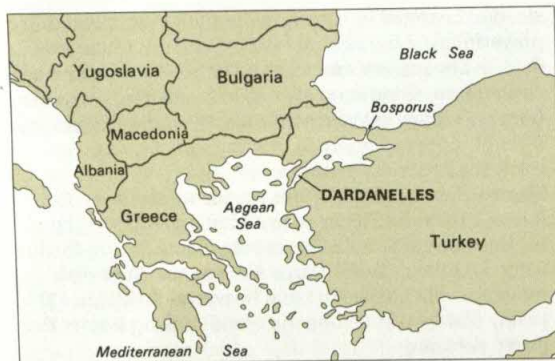 Black Sea
Yugoslavia
Bulgaria
Bosporus
Macedonia
Albania
DARDANELLES
Greece
Aegean
Sea
Turkey
Mediterranean Sea